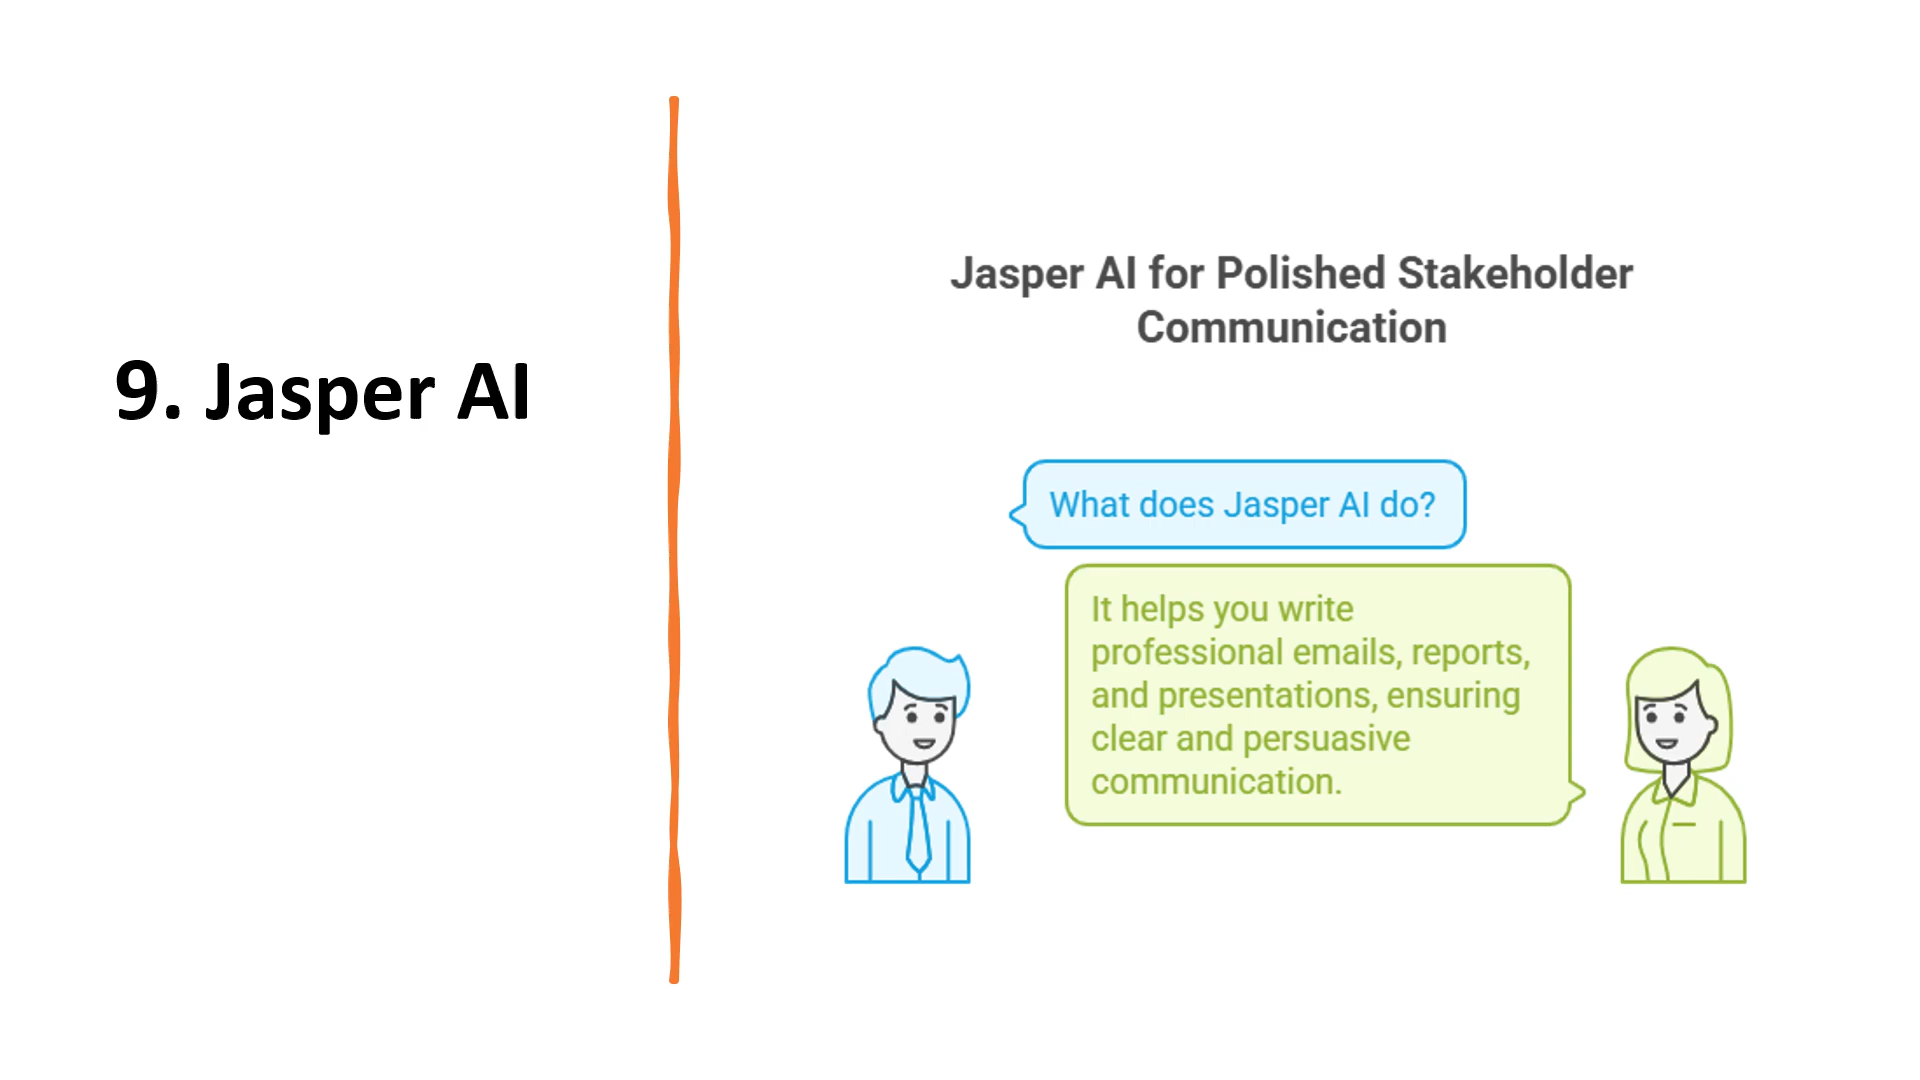 9. Jasper AI
Jasper AI for Polished Stakeholder
Communication
What does Jasper AI do?
It helps you write
professional emails, reports,
and presentations, ensuring
clear and persuasive
communication.